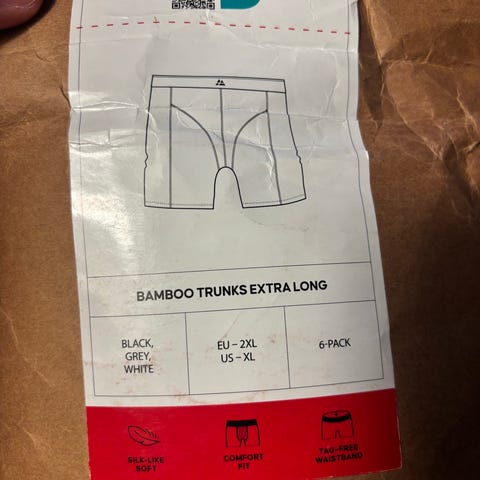 BAMBOO TRUNKS EXTRA LONG
BLACK,
GREY,
WHITE
EU – 2XL
US – XL
6-PACK
SILK-LIKE
SOFT
COMFORT
FIT
TAG-FREE
WAISTBAND